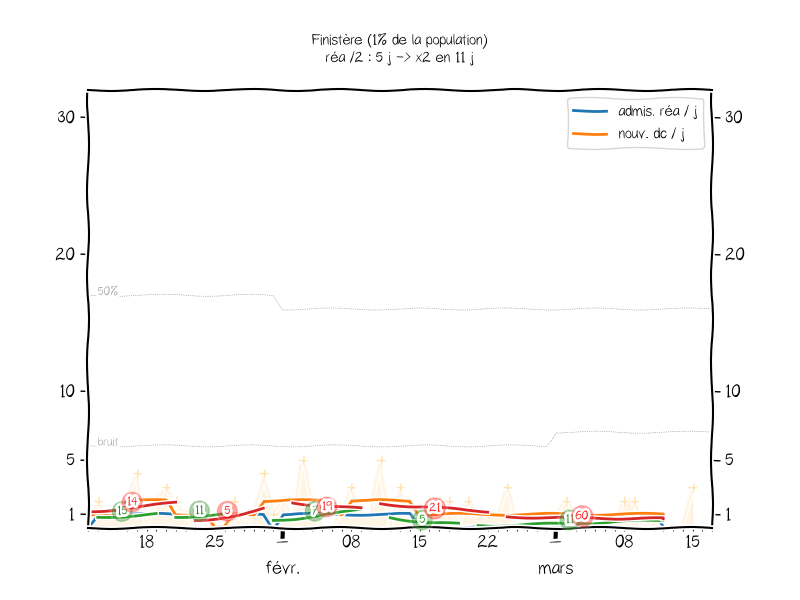 Finistère (1% de la population)
réa /2 : 5 j -> x2 en 11 j
admis. réa / j
nouv. dc / j
30 30
20 20
50%
10 10
bruit
5 5
14 11 5 7 19 21 5 11 60
1 1
18 25 1 08 15 22 1 08 15
févr. mars